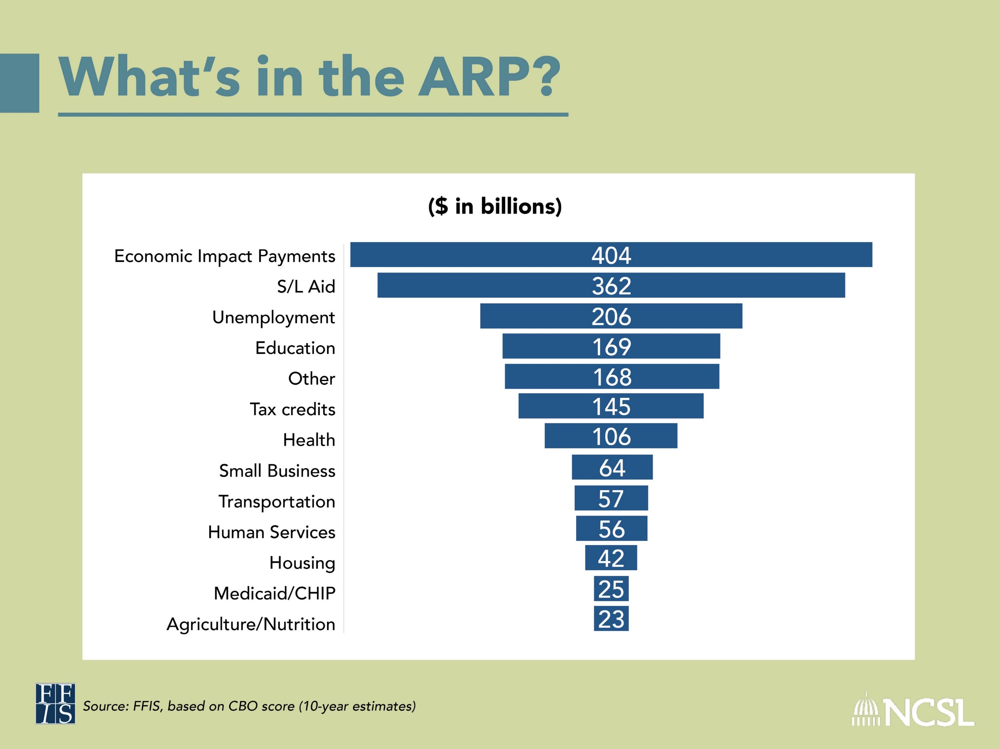 What's in the ARP?
($ in billions)
Economic Impact Payments 404
S/L Aid 362
Unemployment 206
Education 169
Other 168
Tax credits 145
Health 106
Small Business 64
Transportation 57
Human Services 56
Housing 42
Medicaid/CHIP 25
Agriculture/Nutrition 23
FF
IS
Source: FFIS, based on CBO score (10-year estimates)
NCSL